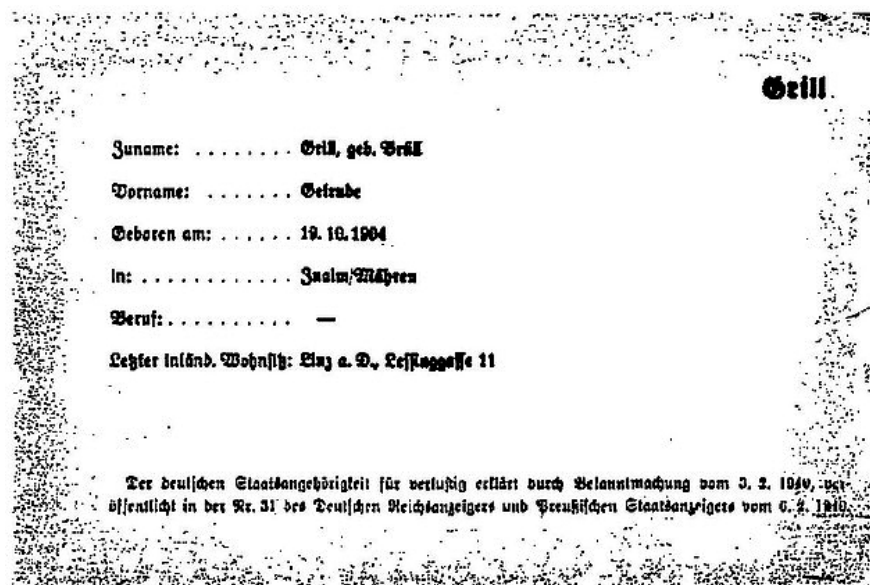 Grill
Zuname: . . . . . . . . Grill, geb. Brüll
Vorname: . . . . . . . Getrude
Geboren am: . . . . . . 19. 10. 1904
in: . . . . . . . . . . . . Znaim/Mähren
Beruf: . . . . . . . . . . —
Letzter inländ. Wohnsitz: Linz a. D., Lessinggasse 11
Der deutschen Staatsangehörigkeit für verlustig erklärt durch Bekanntmachung vom 3. 2. 1940, ver-
öffentlicht in der Nr. 31 des Deutschen Reichsanzeigers und Preußischen Staatsanzeigers vom 6. 2. 1940.